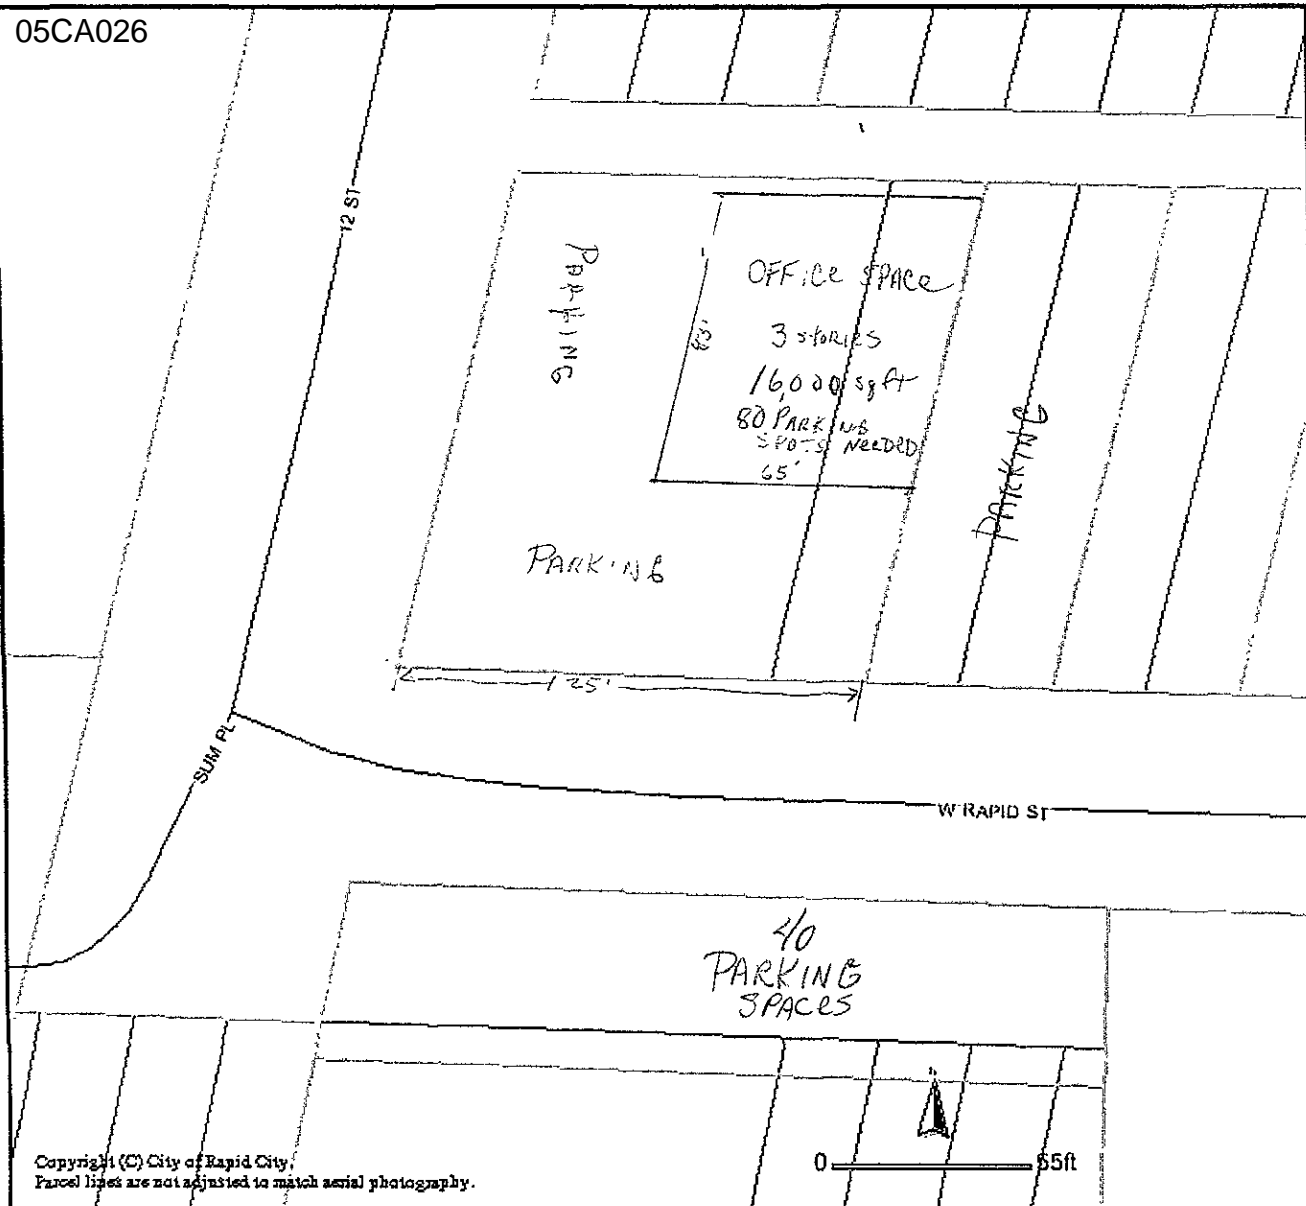 05CA026
12 ST
PARKING
OFFICE SPACE
3 STORIES
16,000 sq ft
80 PARKING
SPOTS NEEDED
83'
65'
PARKING
PARKING
125'
SUM PL
W RAPID ST
40
PARKING
SPACES
0 55ft
Copyright (C) City of Rapid City,
Parcel lines are not adjusted to match aerial photography.